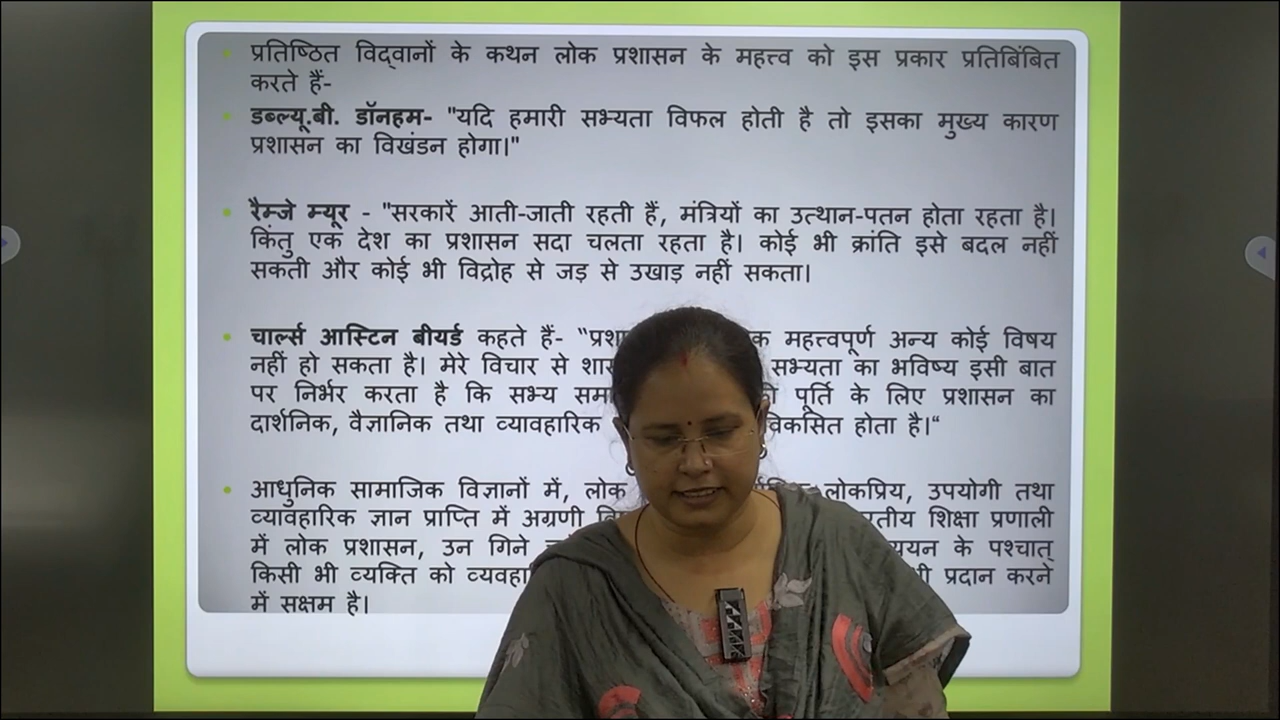 प्रतिष्ठित विद्वानों के कथन लोक प्रशासन के महत्त्व को इस प्रकार प्रतिबिंबित
करते हैं-
डब्ल्यू.बी. डॉनहम- "यदि हमारी सभ्यता विफल होती है तो इसका मुख्य कारण
प्रशासन का विखंडन होगा।"
रैम्जे म्यूर - "सरकारें आती-जाती रहती हैं, मंत्रियों का उत्थान-पतन होता रहता है।
किंतु एक देश का प्रशासन सदा चलता रहता है। कोई भी क्रांति इसे बदल नहीं
सकती और कोई भी विद्रोह से जड़ से उखाड़ नहीं सकता।
चार्ल्स आस्टिन बीयर्ड कहते हैं- “ महत्त्वपूर्ण अन्य कोई विषय
नहीं हो सकता है। मेरे विचार से सभ्यता का भविष्य इसी बात
पर निर्भर करता है कि सभ्य पूर्ति के लिए प्रशासन का
दार्शनिक, वैज्ञानिक तथा व्यावहारिक विकसित होता है।“
आधुनिक सामाजिक विज्ञानों में, लोक लोकप्रिय, उपयोगी तथा
व्यावहारिक ज्ञान प्राप्ति में अग्रणी शिक्षा प्रणाली
में लोक प्रशासन, उन गिने के पश्चात्
किसी भी व्यक्ति को प्रदान करने
में सक्षम है।